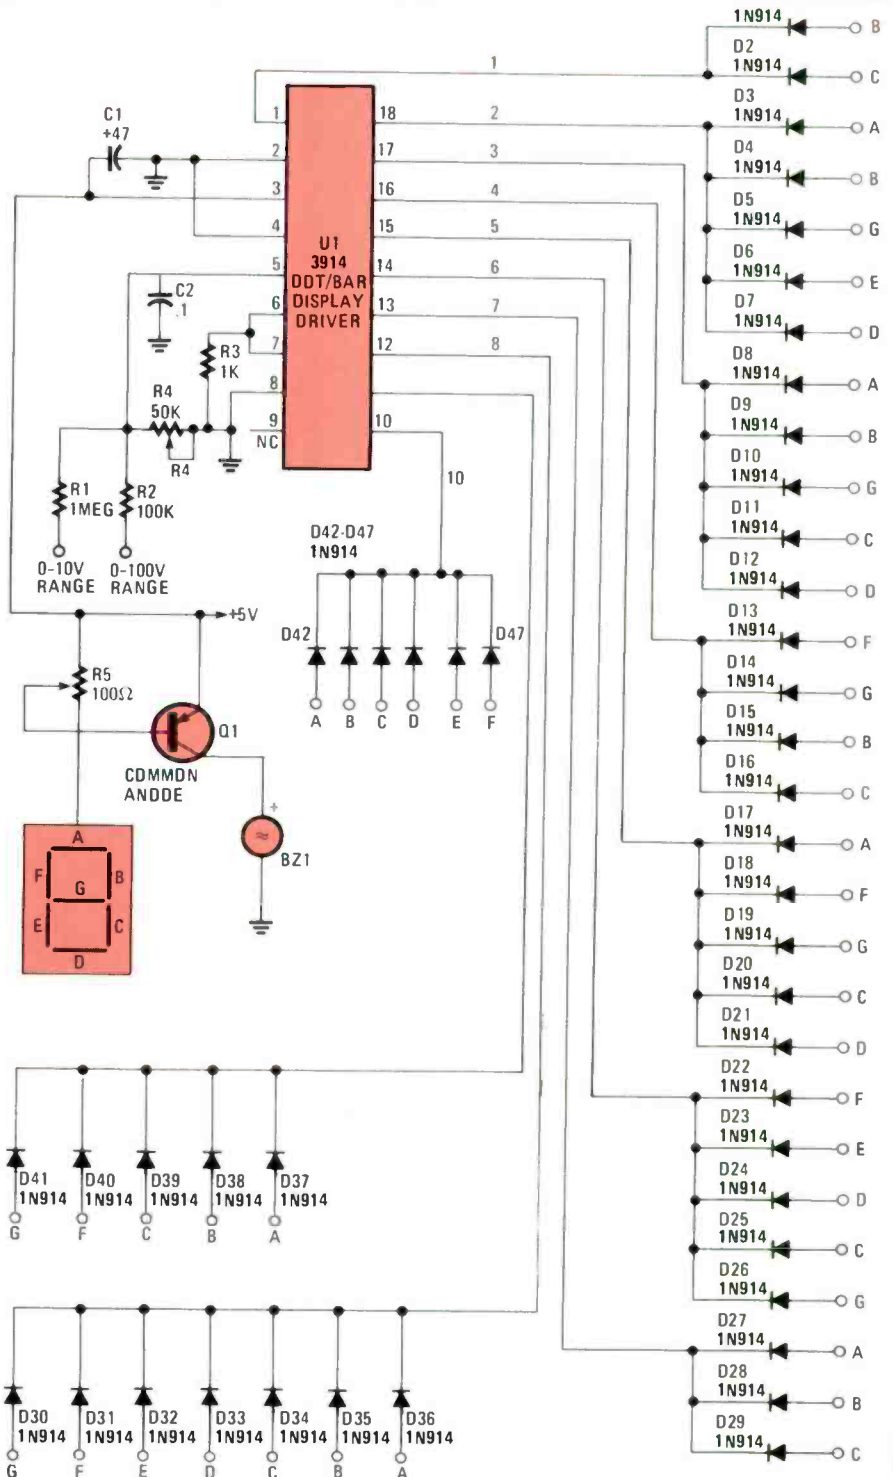 1N914
B
D2
1N914
C
D3
1N914
A
D4
1N914
B
D5
1N914
G
D6
1N914
E
D7
1N914
D
D8
1N914
A
D9
1N914
B
D10
1N914
G
D11
1N914
C
D12
1N914
D
D13
1N914
F
D14
1N914
G
D15
1N914
B
D16
1N914
C
D17
1N914
A
D18
1N914
F
D19
1N914
G
D20
1N914
C
D21
1N914
D
D22
1N914
F
D23
1N914
E
D24
1N914
D
D25
1N914
C
D26
1N914
G
D27
1N914
A
D28
1N914
B
D29
1N914
C
1
2
3
4
5
6
7
8
10
1
2
3
4
5
6
7
8
9
NC
18
17
16
15
14
13
12
10
U1
3914
DDT/BAR
DISPLAY
DRIVER
C1
+47
C2
.1
R3
1K
R4
50K
R4
R1
1MEG
R2
100K
0-10V
RANGE
0-100V
RANGE
+5V
R5
100Ω
Q1
COMMDN
ANDDE
+
≈
BZ1
A
F
B
G
E
C
D
D42-D47
1N914
D42
D47
A
B
C
D
E
F
D41
1N914
G
D40
1N914
F
D39
1N914
C
D38
1N914
B
D37
1N914
A
D30
1N914
G
D31
1N914
F
D32
1N914
E
D33
1N914
D
D34
1N914
C
D35
1N914
B
D36
1N914
A